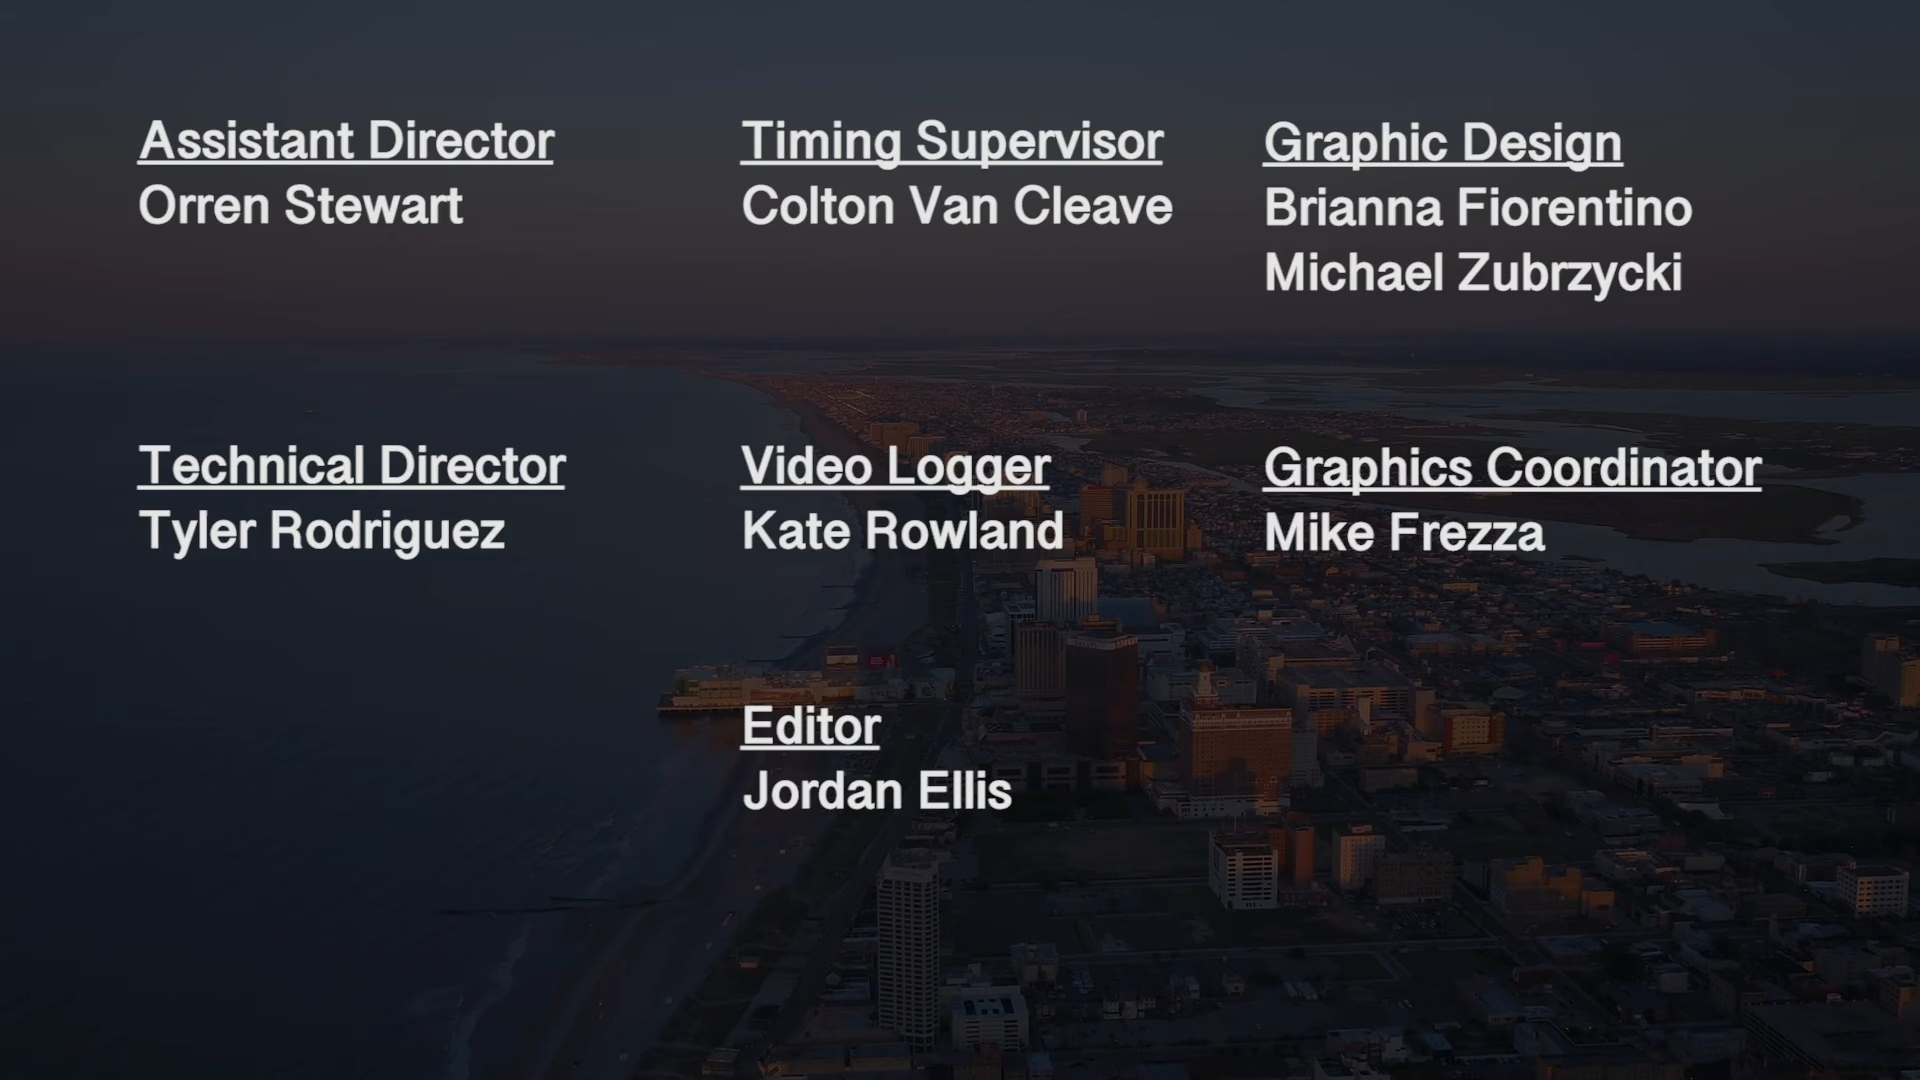 Assistant Director
Orren Stewart
Timing Supervisor
Colton Van Cleave
Graphic Design
Brianna Fiorentino
Michael Zubrzycki
Technical Director
Tyler Rodriguez
Video Logger
Kate Rowland
Graphics Coordinator
Mike Frezza
Editor
Jordan Ellis